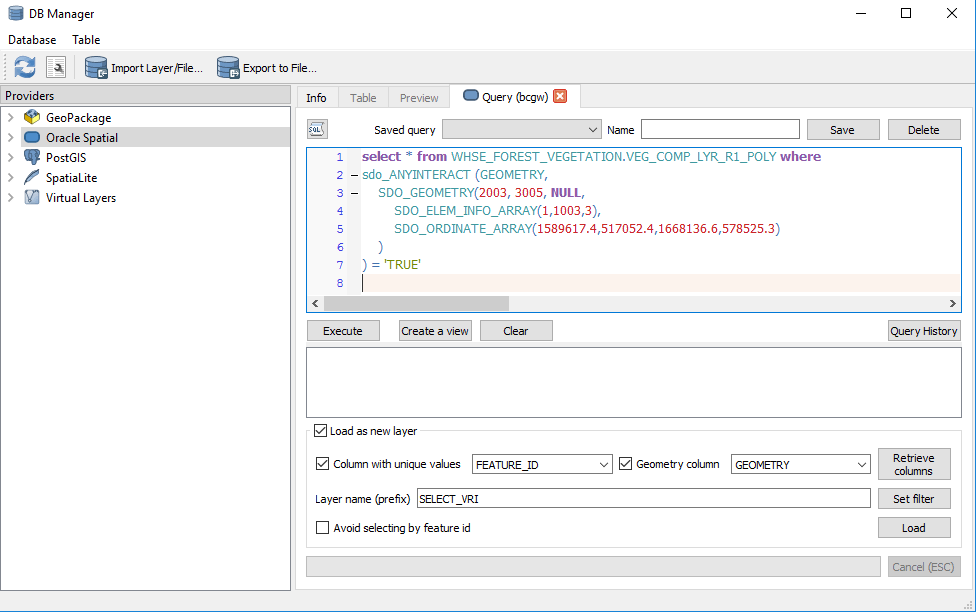 DB Manager
Database Table
Import Layer/File... Export to File...
Providers
GeoPackage
Oracle Spatial
PostGIS
SpatiaLite
Virtual Layers
Info Table Preview Query (bcgw)
SQL Saved query Name Save Delete
1 select * from WHSE_FOREST_VEGETATION.VEG_COMP_LYR_R1_POLY where
2 sdo_ANYINTERACT (GEOMETRY,
3 SDO_GEOMETRY(2003, 3005, NULL,
4 SDO_ELEM_INFO_ARRAY(1,1003,3),
5 SDO_ORDINATE_ARRAY(1589617.4,517052.4,1668136.6,578525.3)
6 )
7 ) = 'TRUE'
8
Execute Create a view Clear Query History
Load as new layer
Column with unique values FEATURE_ID Geometry column GEOMETRY Retrieve
columns
Layer name (prefix) SELECT_VRI Set filter
Avoid selecting by feature id Load
Cancel (ESC)